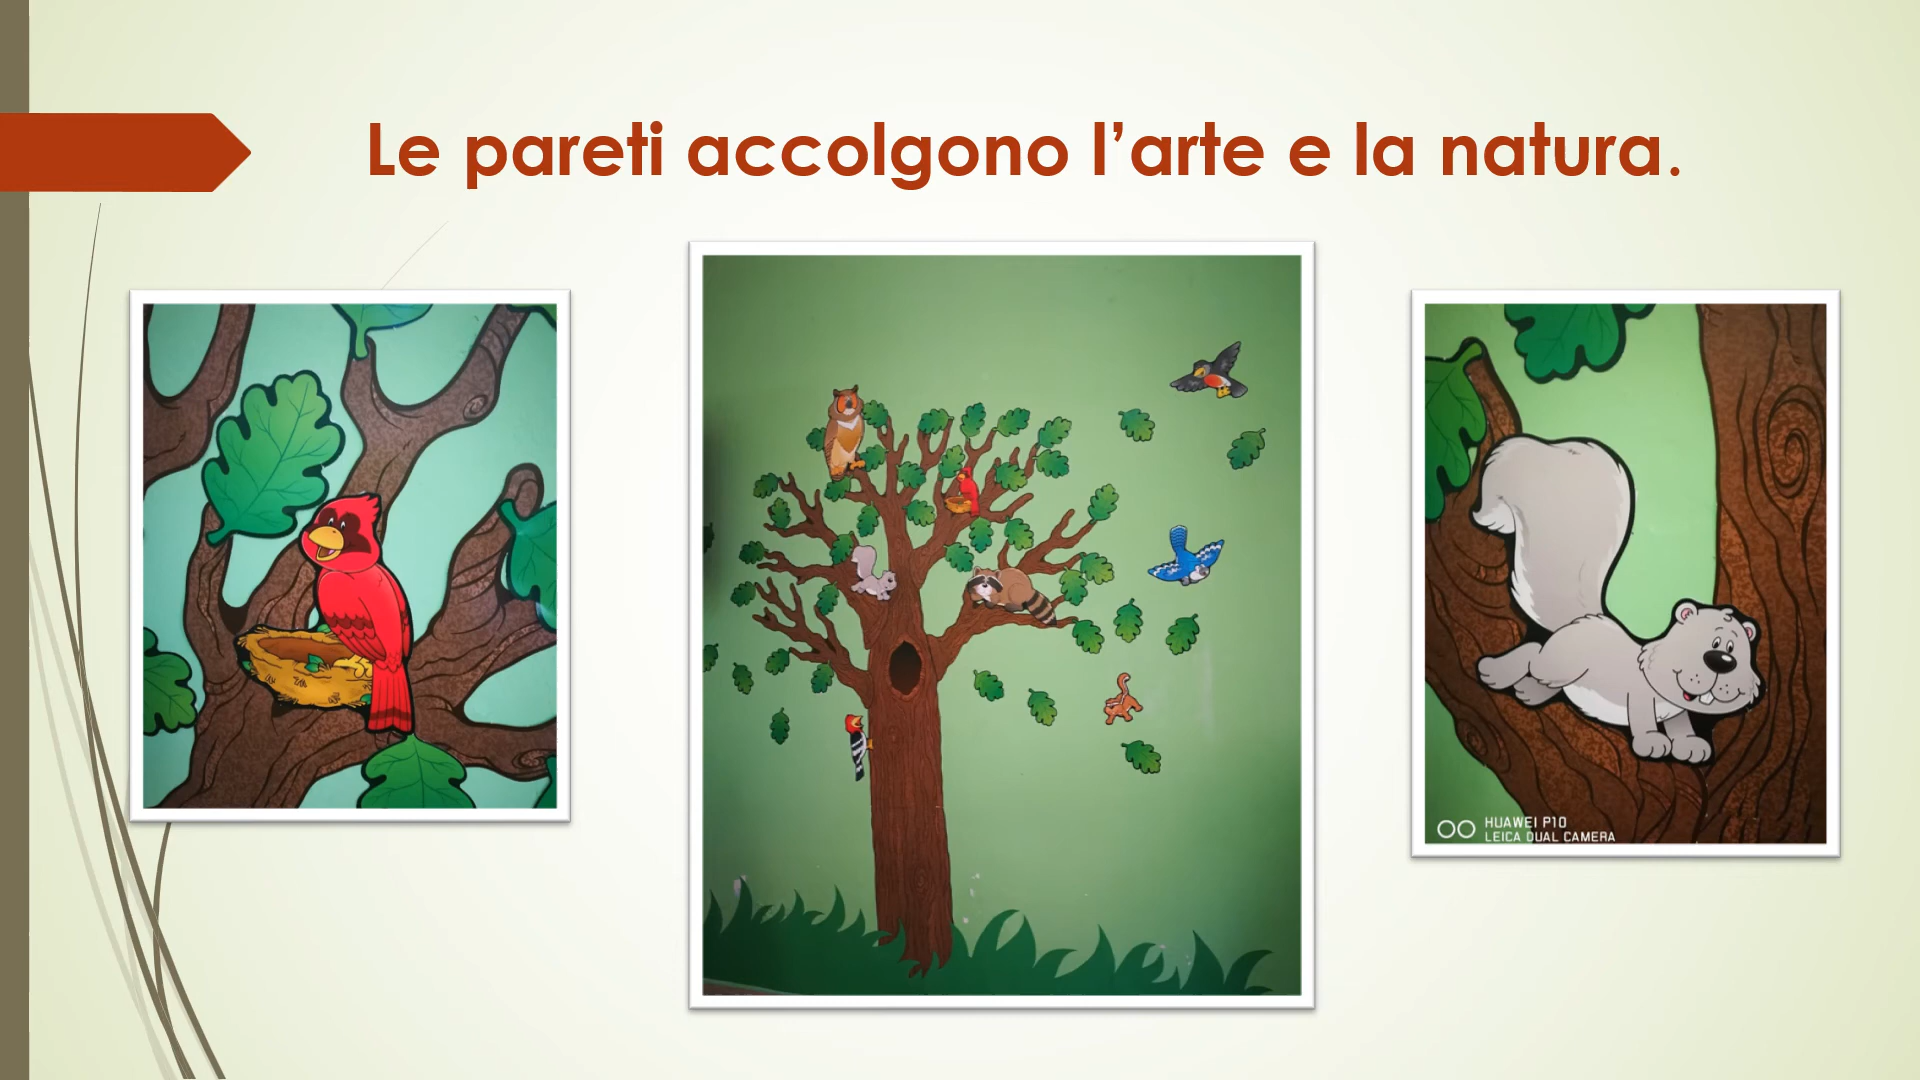 Le pareti accolgono l’arte e la natura.
HUAWEI P10
LEICA DUAL CAMERA